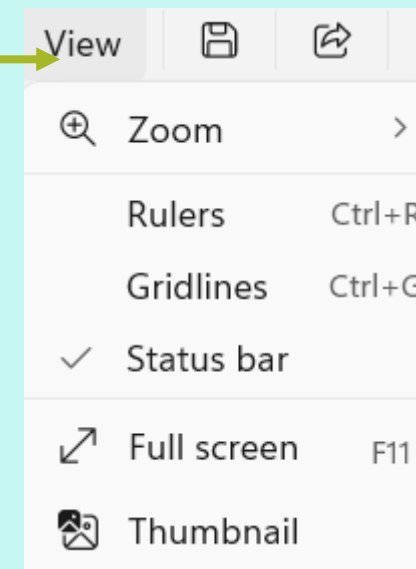 View
Zoom
Rulers Ctrl+R
Gridlines Ctrl+G
Status bar
Full screen F11
Thumbnail